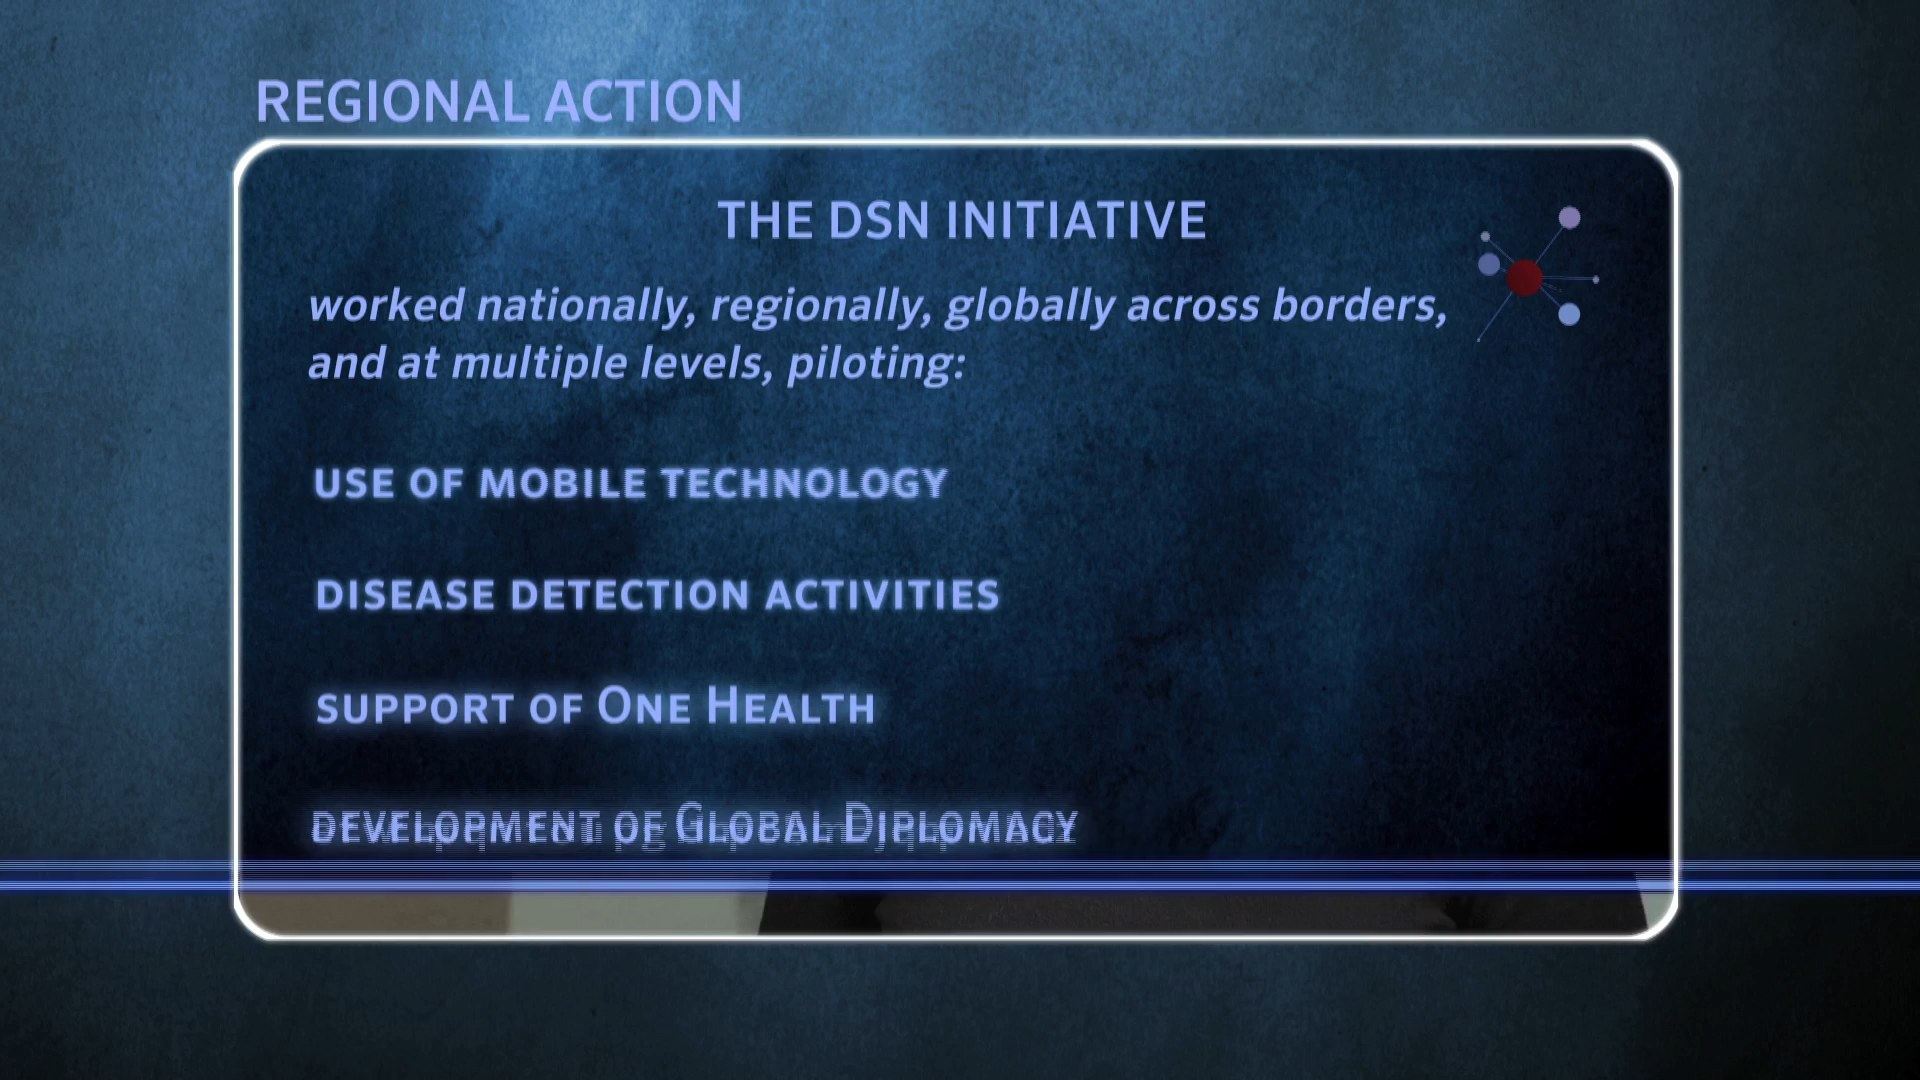 REGIONAL ACTION
THE DSN INITIATIVE
worked nationally, regionally, globally across borders,
and at multiple levels, piloting:
USE OF MOBILE TECHNOLOGY
DISEASE DETECTION ACTIVITIES
SUPPORT OF ONE HEALTH
DEVELOPMENT OF GLOBAL DIPLOMACY